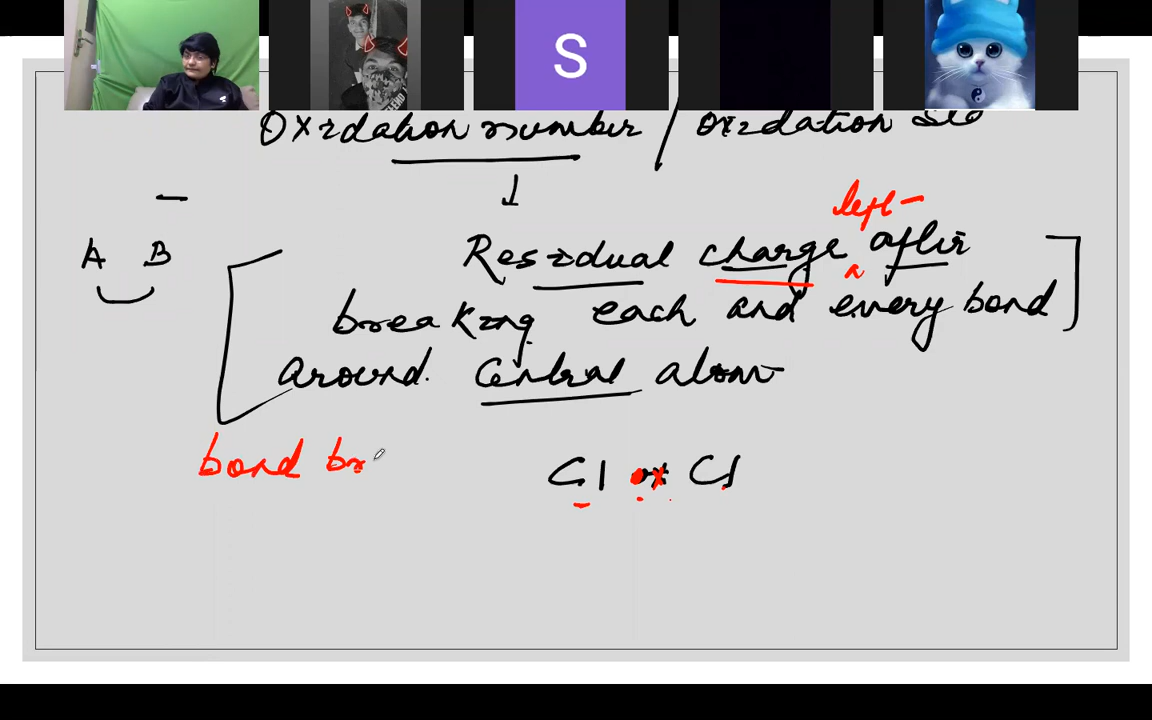 S
Oxidation number / Oxidation
left
A B Residual charge after
a
breaking each and every bond
around. Central atom
bond br
Cl Cl